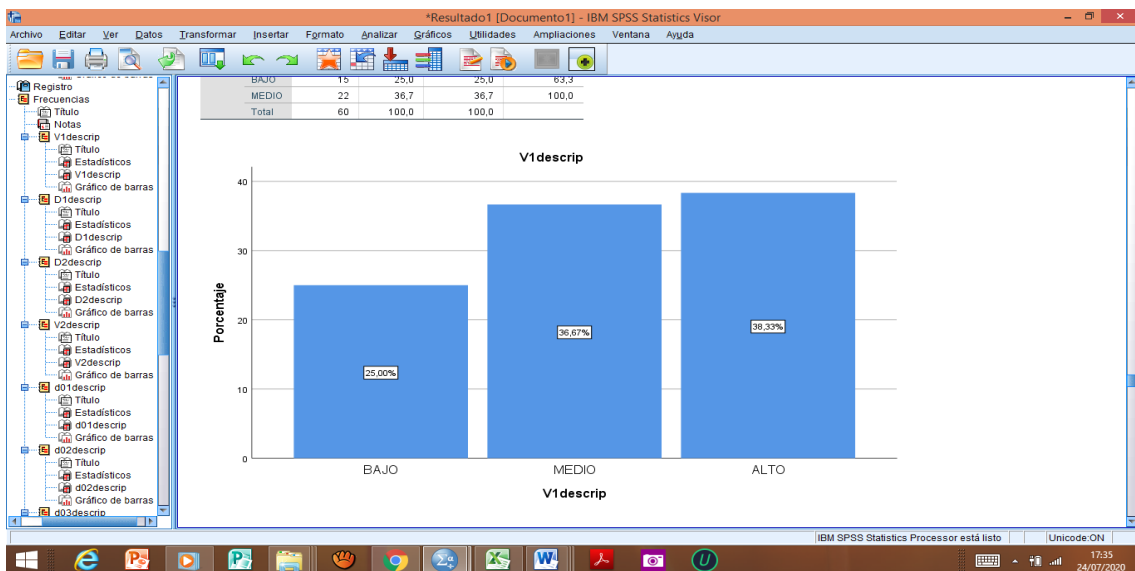 *Resultado1 [Documento1] - IBM SPSS Statistics Visor
Archivo Editar Ver Datos Transformar Insertar Formato Analizar Gráficos Utilidades Ampliaciones Ventana Ayuda
Registro
Frecuencias
Título
Notas
V1descrip
Título
Estadísticos
V1descrip
Gráfico de barras
D1descrip
Título
Estadísticos
D1descrip
Gráfico de barras
D2descrip
Título
Estadísticos
D2descrip
Gráfico de barras
V2descrip
Título
Estadísticos
V2descrip
Gráfico de barras
d01descrip
Título
Estadísticos
d01descrip
Gráfico de barras
d02descrip
Título
Estadísticos
d02descrip
Gráfico de barras
d03descrip
BAJO 15 25,0 25,0 63,3
MEDIO 22 36,7 36,7 100,0
Total 60 100,0 100,0
V1descrip
Porcentaje
40
30
20
10
0
25,00%
36,67%
38,33%
BAJO MEDIO ALTO
V1descrip
IBM SPSS Statistics Processor está listo Unicode:ON
17:35
24/07/2020